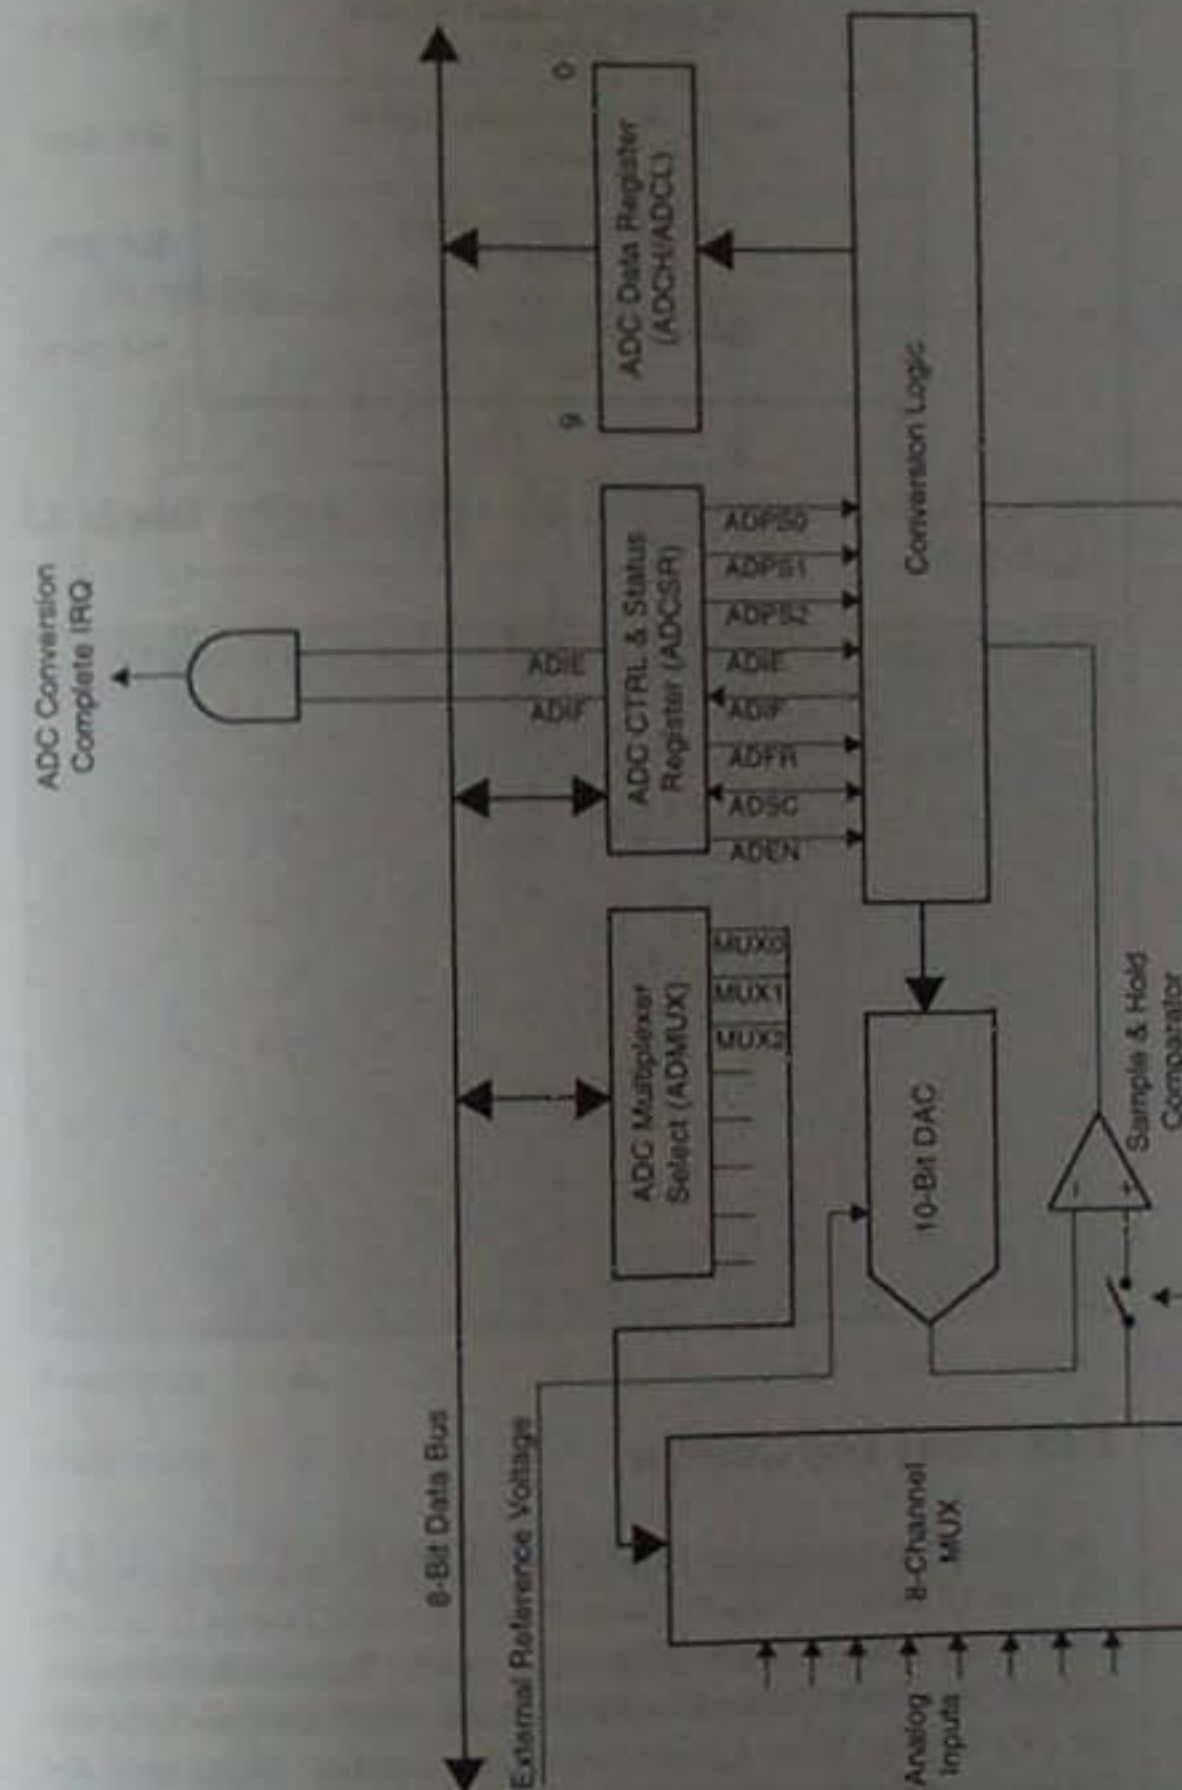 ADC Conversion
Complete IRQ
8-Bit Data Bus
External Reference Voltage
ADIF
ADIE
9
0
ADC Multiplexer
Select (ADMUX)
ADC CTRL & Status
Register (ADCSR)
ADC Data Register
(ADCH/ADCL)
MUX2
MUX1
MUX0
ADEN
ADSC
ADFR
ADIF
ADIE
ADPS2
ADPS1
ADPS0
Analog
Inputs
8-Channel
MUX
10-Bit DAC
Conversion Logic
-
+
Sample & Hold
Comparator